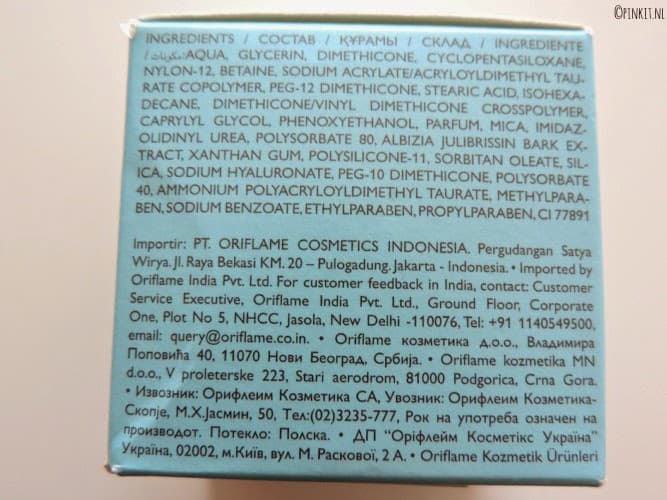 ©PINKIT.NL
INGREDIENTS / СОСТАВ / ҚҰРАМЫ / СКЛАД / INGREDIENTE
/ مكونات: AQUA, GLYCERIN, DIMETHICONE, CYCLOPENTASILOXANE,
NYLON-12, BETAINE, SODIUM ACRYLATE/ACRYLOYLDIMETHYL TAU-
RATE COPOLYMER, PEG-12 DIMETHICONE, STEARIC ACID, ISOHEXA-
DECANE, DIMETHICONE/VINYL DIMETHICONE CROSSPOLYMER,
CAPRYLYL GLYCOL, PHENOXYETHANOL, PARFUM, MICA, IMIDAZ-
OLIDINYL UREA, POLYSORBATE 80, ALBIZIA JULIBRISSIN BARK EX-
TRACT, XANTHAN GUM, POLYSILICONE-11, SORBITAN OLEATE, SIL-
ICA, SODIUM HYALURONATE, PEG-10 DIMETHICONE, POLYSORBATE
40, AMMONIUM POLYACRYLOYLDIMETHYL TAURATE, METHYLPARA-
BEN, SODIUM BENZOATE, ETHYLPARABEN, PROPYLPARABEN, CI 77891
Importir: PT. ORIFLAME COSMETICS INDONESIA. Pergudangan Satya
Wirya. Jl. Raya Bekasi KM. 20 – Pulogadung. Jakarta - Indonesia. • Imported by
Oriflame India Pvt. Ltd. For customer feedback in India, contact: Customer
Service Executive, Oriflame India Pvt. Ltd., Ground Floor, Corporate
One, Plot No 5, NHCC, Jasola, New Delhi -110076, Tel: +91 1140549500,
email: query@oriflame.co.in. • Oriflame козметика д.о.о., Владимира
Поповића 40, 11070 Нови Београд, Србија. • Oriflame kozmetika MN
d.o.o., V proleterske 223, Stari aerodrom, 81000 Podgorica, Crna Gora.
• Извозник: Орифлеим Козметика СА, Увозник: Орифлеим Козметика-
Скопје, М.Х.Јасмин, 50, Тел:(02)3235-777, Рок на употреба означен на
производот. Потекло: Полска. • ДП "Оріфлейм Косметікс Україна"
Україна, 02002, м.Київ, вул. М. Раскової, 2 А. • Oriflame Kozmetik Ürünleri